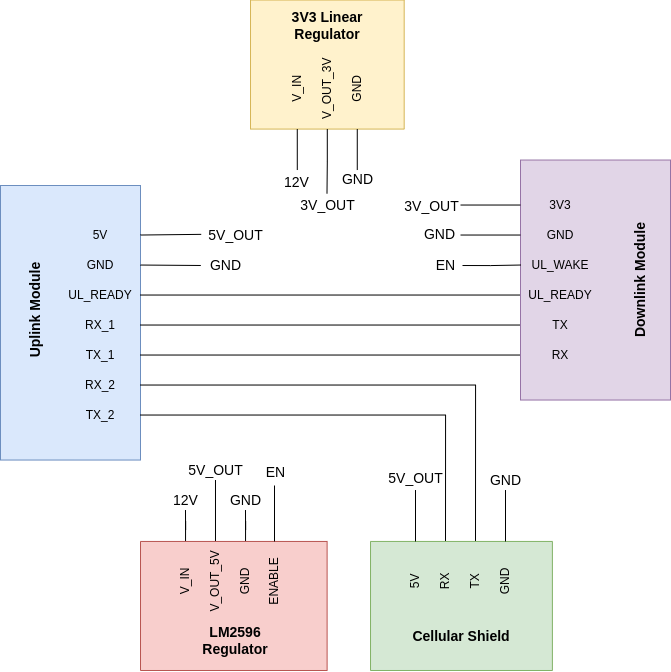 3V3 Linear
Regulator
V_IN
V_OUT_3V
GND
12V
3V_OUT
GND
Uplink Module
5V
GND
UL_READY
RX_1
TX_1
RX_2
TX_2
5V_OUT
GND
3V_OUT
GND
EN
3V3
GND
UL_WAKE
UL_READY
TX
RX
Downlink Module
12V
5V_OUT
GND
EN
V_IN
V_OUT_5V
GND
ENABLE
LM2596
Regulator
5V_OUT
GND
5V
RX
TX
GND
Cellular Shield